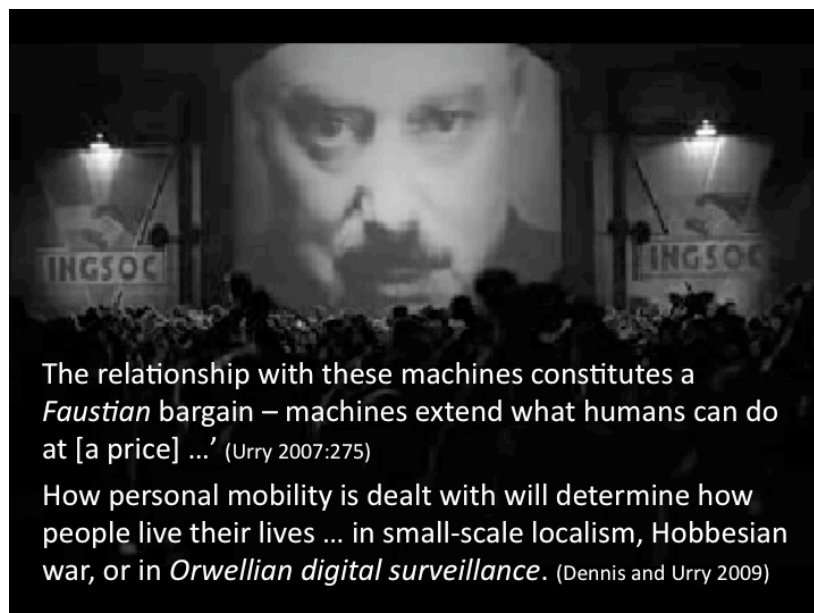 INGSOC
INGSOC
The relationship with these machines constitutes a
Faustian bargain – machines extend what humans can do
at [a price] …’ (Urry 2007:275)
How personal mobility is dealt with will determine how
people live their lives … in small-scale localism, Hobbesian
war, or in Orwellian digital surveillance. (Dennis and Urry 2009)